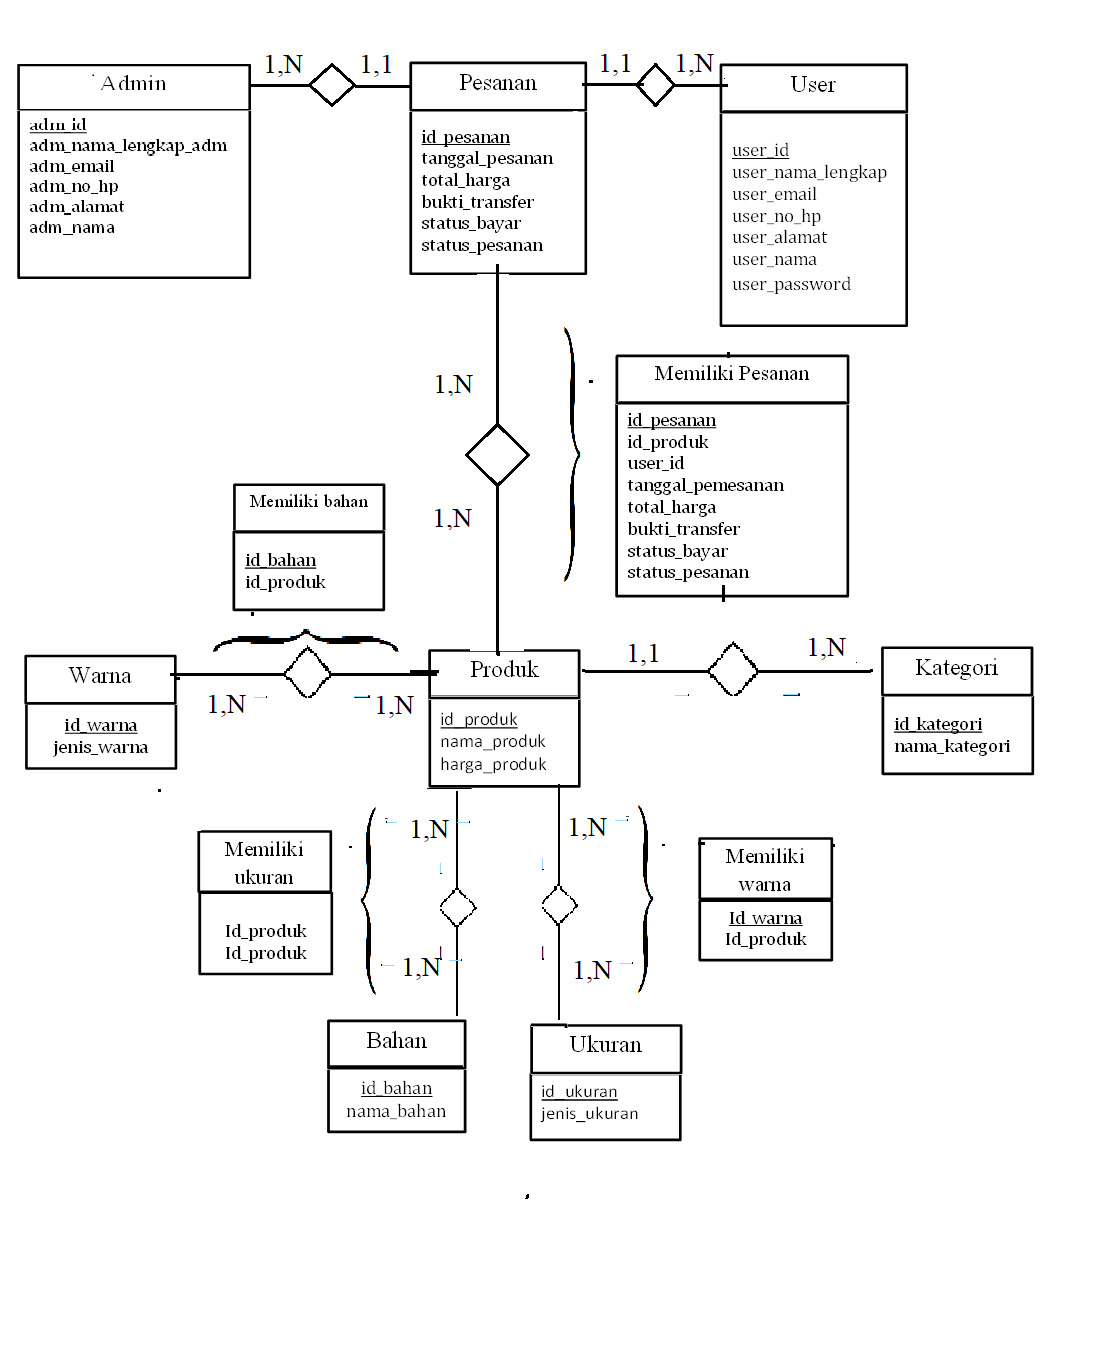 1,N
1,1
1,1
1,N
Admin
adm_id
adm_nama_lengkap_adm
adm_email
adm_no_hp
adm_alamat
adm_nama
Pesanan
id_pesanan
tanggal_pesanan
total_harga
bukti_transfer
status_bayar
status_pesanan
User
user_id
user_nama_lengkap
user_email
user_no_hp
user_alamat
user_nama
user_password
1,N
1,N
Memiliki Pesanan
id_pesanan
id_produk
user_id
tanggal_pemesanan
total_harga
bukti_transfer
status_bayar
status_pesanan
Memiliki bahan
id_bahan
id_produk
Warna
id_warna
jenis_warna
1,N
1,N
Produk
id_produk
nama_produk
harga_produk
1,1
1,N
Kategori
id_kategori
nama_kategori
Memiliki
ukuran
Id_produk
Id_produk
1,N
1,N
1,N
1,N
Memiliki
warna
Id_warna
Id_produk
Bahan
id_bahan
nama_bahan
Ukuran
id_ukuran
jenis_ukuran